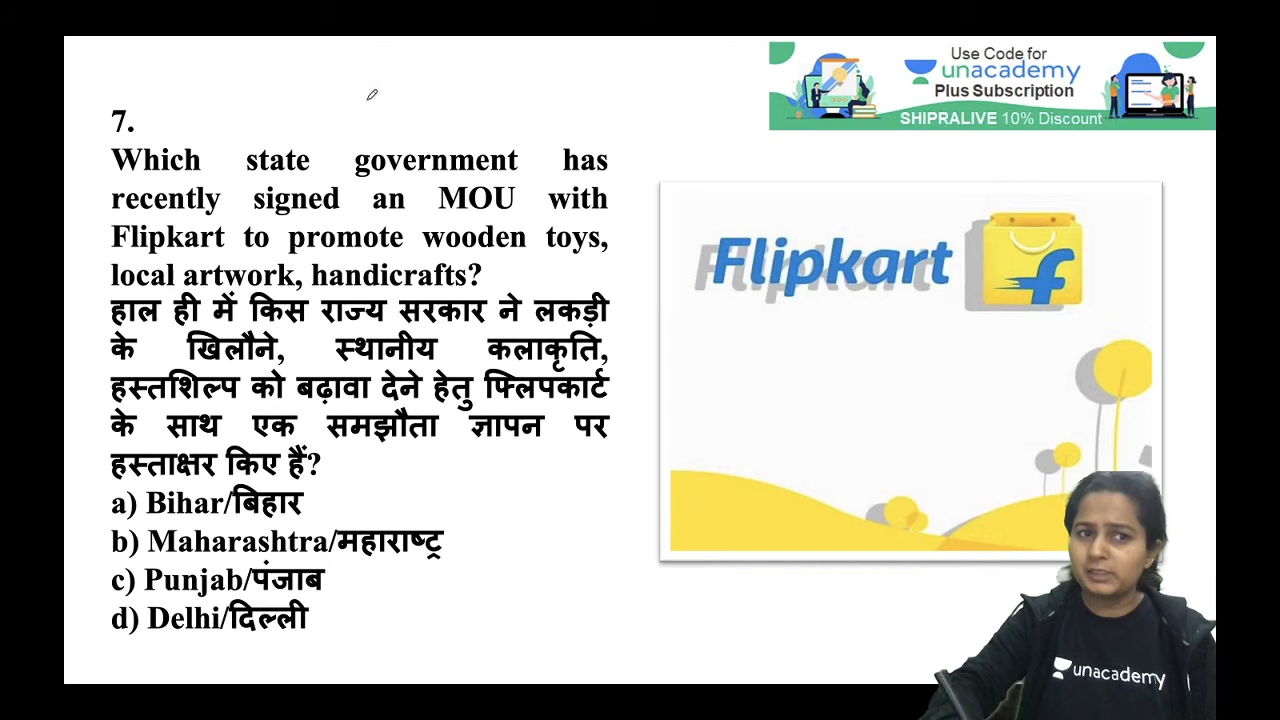 Use Code for
unacademy
Plus Subscription
SHIPRALIVE 10% Discount
7.
Which state government has
recently signed an MOU with
Flipkart to promote wooden toys,
local artwork, handicrafts?
हाल ही में किस राज्य सरकार ने लकड़ी
के खिलौने, स्थानीय कलाकृति,
हस्तशिल्प को बढ़ावा देने हेतु फ्लिपकार्ट
के साथ एक समझौता ज्ञापन पर
हस्ताक्षर किए हैं?
a) Bihar/बिहार
b) Maharashtra/महाराष्ट्र
c) Punjab/पंजाब
d) Delhi/दिल्ली
Flipkart
f
unacademy